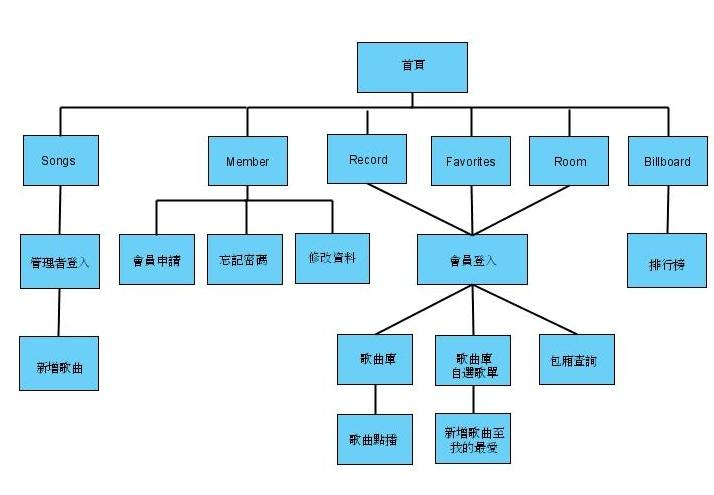 首頁
Songs
Member
Record
Favorites
Room
Billboard
管理者登入
會員申請
忘記密碼
修改資料
會員登入
排行榜
新增歌曲
歌曲庫
歌曲庫
自選歌單
包廂查詢
歌曲點播
新增歌曲至
我的最愛